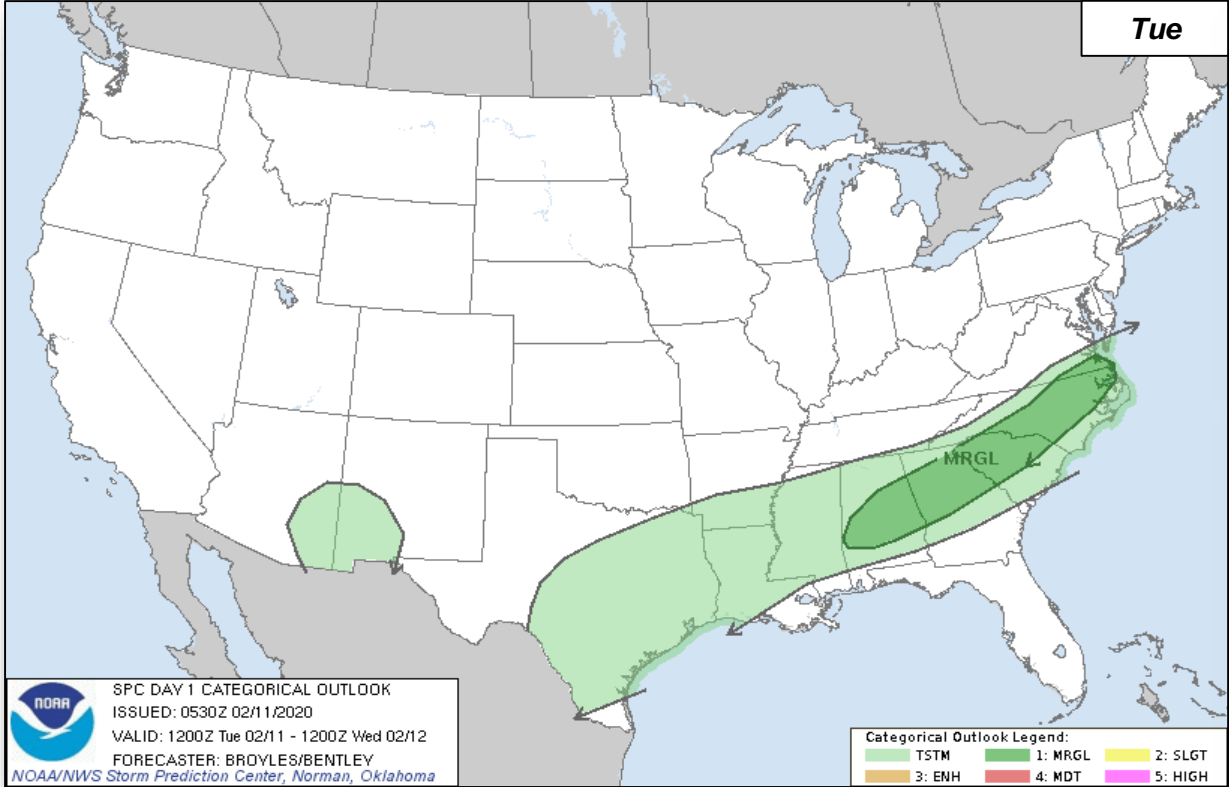 Tue
MRGL
NOAA
SPC DAY 1 CATEGORICAL OUTLOOK
ISSUED: 0530Z 02/11/2020
VALID: 1200Z Tue 02/11 - 1200Z Wed 02/12
FORECASTER: BROYLES/BENTLEY
NOAA/NWS Storm Prediction Center, Norman, Oklahoma
Categorical Outlook Legend:
TSTM 1: MRGL 2: SLGT
3: ENH 4: MDT 5: HIGH